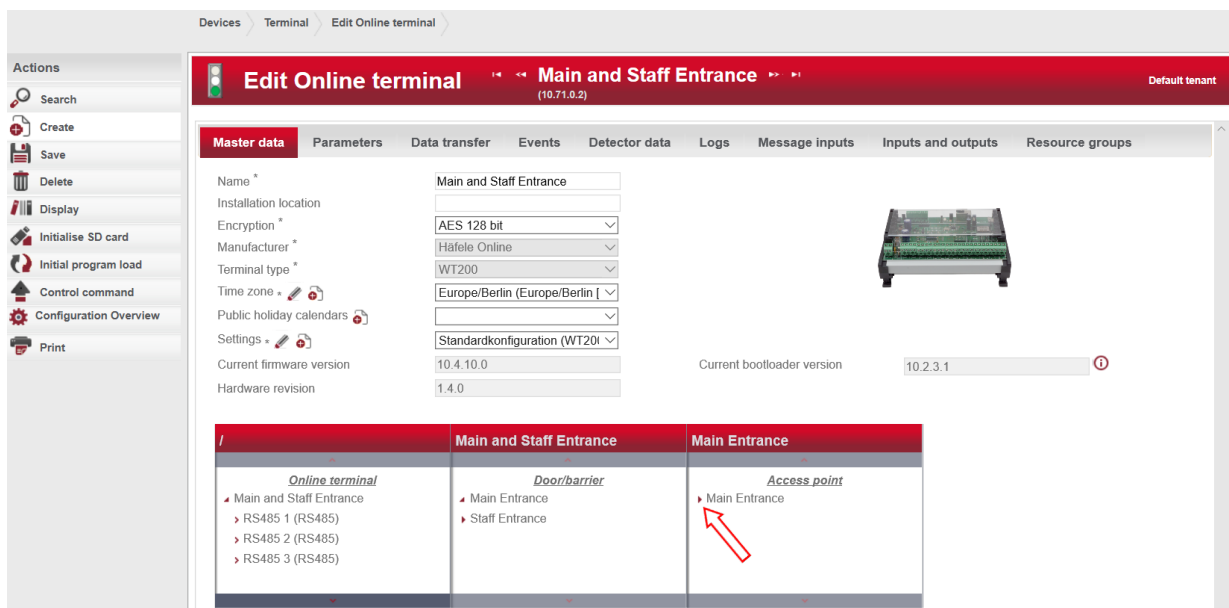 Devices Terminal Edit Online terminal
Actions
Search
Create
Save
Delete
Display
Initialise SD card
Initial program load
Control command
Configuration Overview
Print
Edit Online terminal Main and Staff Entrance
(10.71.0.2)
Default tenant
Master data Parameters Data transfer Events Detector data Logs Message inputs Inputs and outputs Resource groups
Name * Main and Staff Entrance
Installation location
Encryption * AES 128 bit
Manufacturer * Häfele Online
Terminal type * WT200
Time zone * Europe/Berlin (Europe/Berlin [
Public holiday calendars
Settings * Standardkonfiguration (WT20(
Current firmware version 10.4.10.0 Current bootloader version 10.2.3.1
Hardware revision 1.4.0
/ Main and Staff Entrance Main Entrance
Online terminal Door/barrier Access point
Main and Staff Entrance Main Entrance Main Entrance
RS485 1 (RS485) Staff Entrance
RS485 2 (RS485)
RS485 3 (RS485)